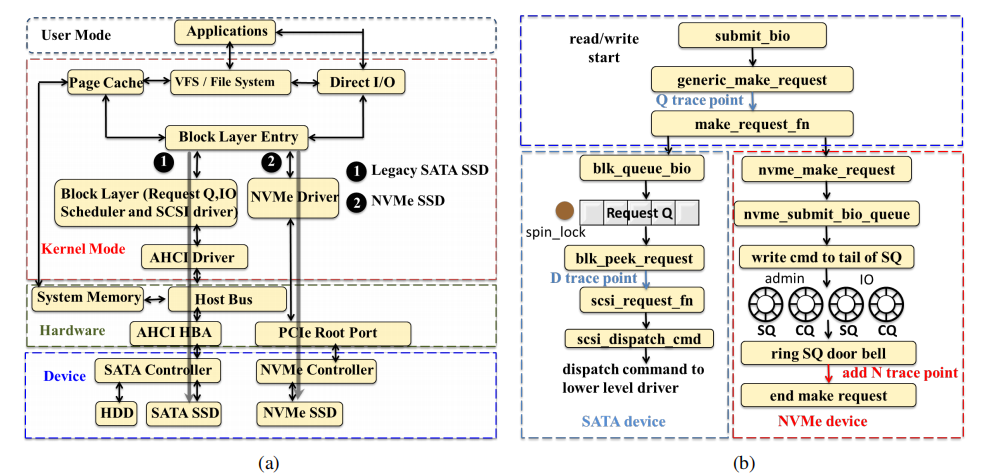 User Mode
Applications
Page Cache
VFS / File System
Direct I/O
Block Layer Entry
1
2
1 Legacy SATA SSD
Block Layer (Request Q,IO
Scheduler and SCSI driver)
NVMe Driver
2 NVMe SSD
Kernel Mode
AHCI Driver
System Memory
Host Bus
Hardware
AHCI HBA
PCIe Root Port
Device
SATA Controller
NVMe Controller
HDD
SATA SSD
NVMe SSD
(a)
read/write
start
submit_bio
generic_make_request
Q trace point
make_request_fn
blk_queue_bio
Request Q
spin_lock
blk_peek_request
D trace point
scsi_request_fn
scsi_dispatch_cmd
dispatch command to
lower level driver
SATA device
nvme_make_request
nvme_submit_bio_queue
write cmd to tail of SQ
admin IO
SQ CQ SQ CQ
ring SQ door bell
add N trace point
end make request
NVMe device
(b)